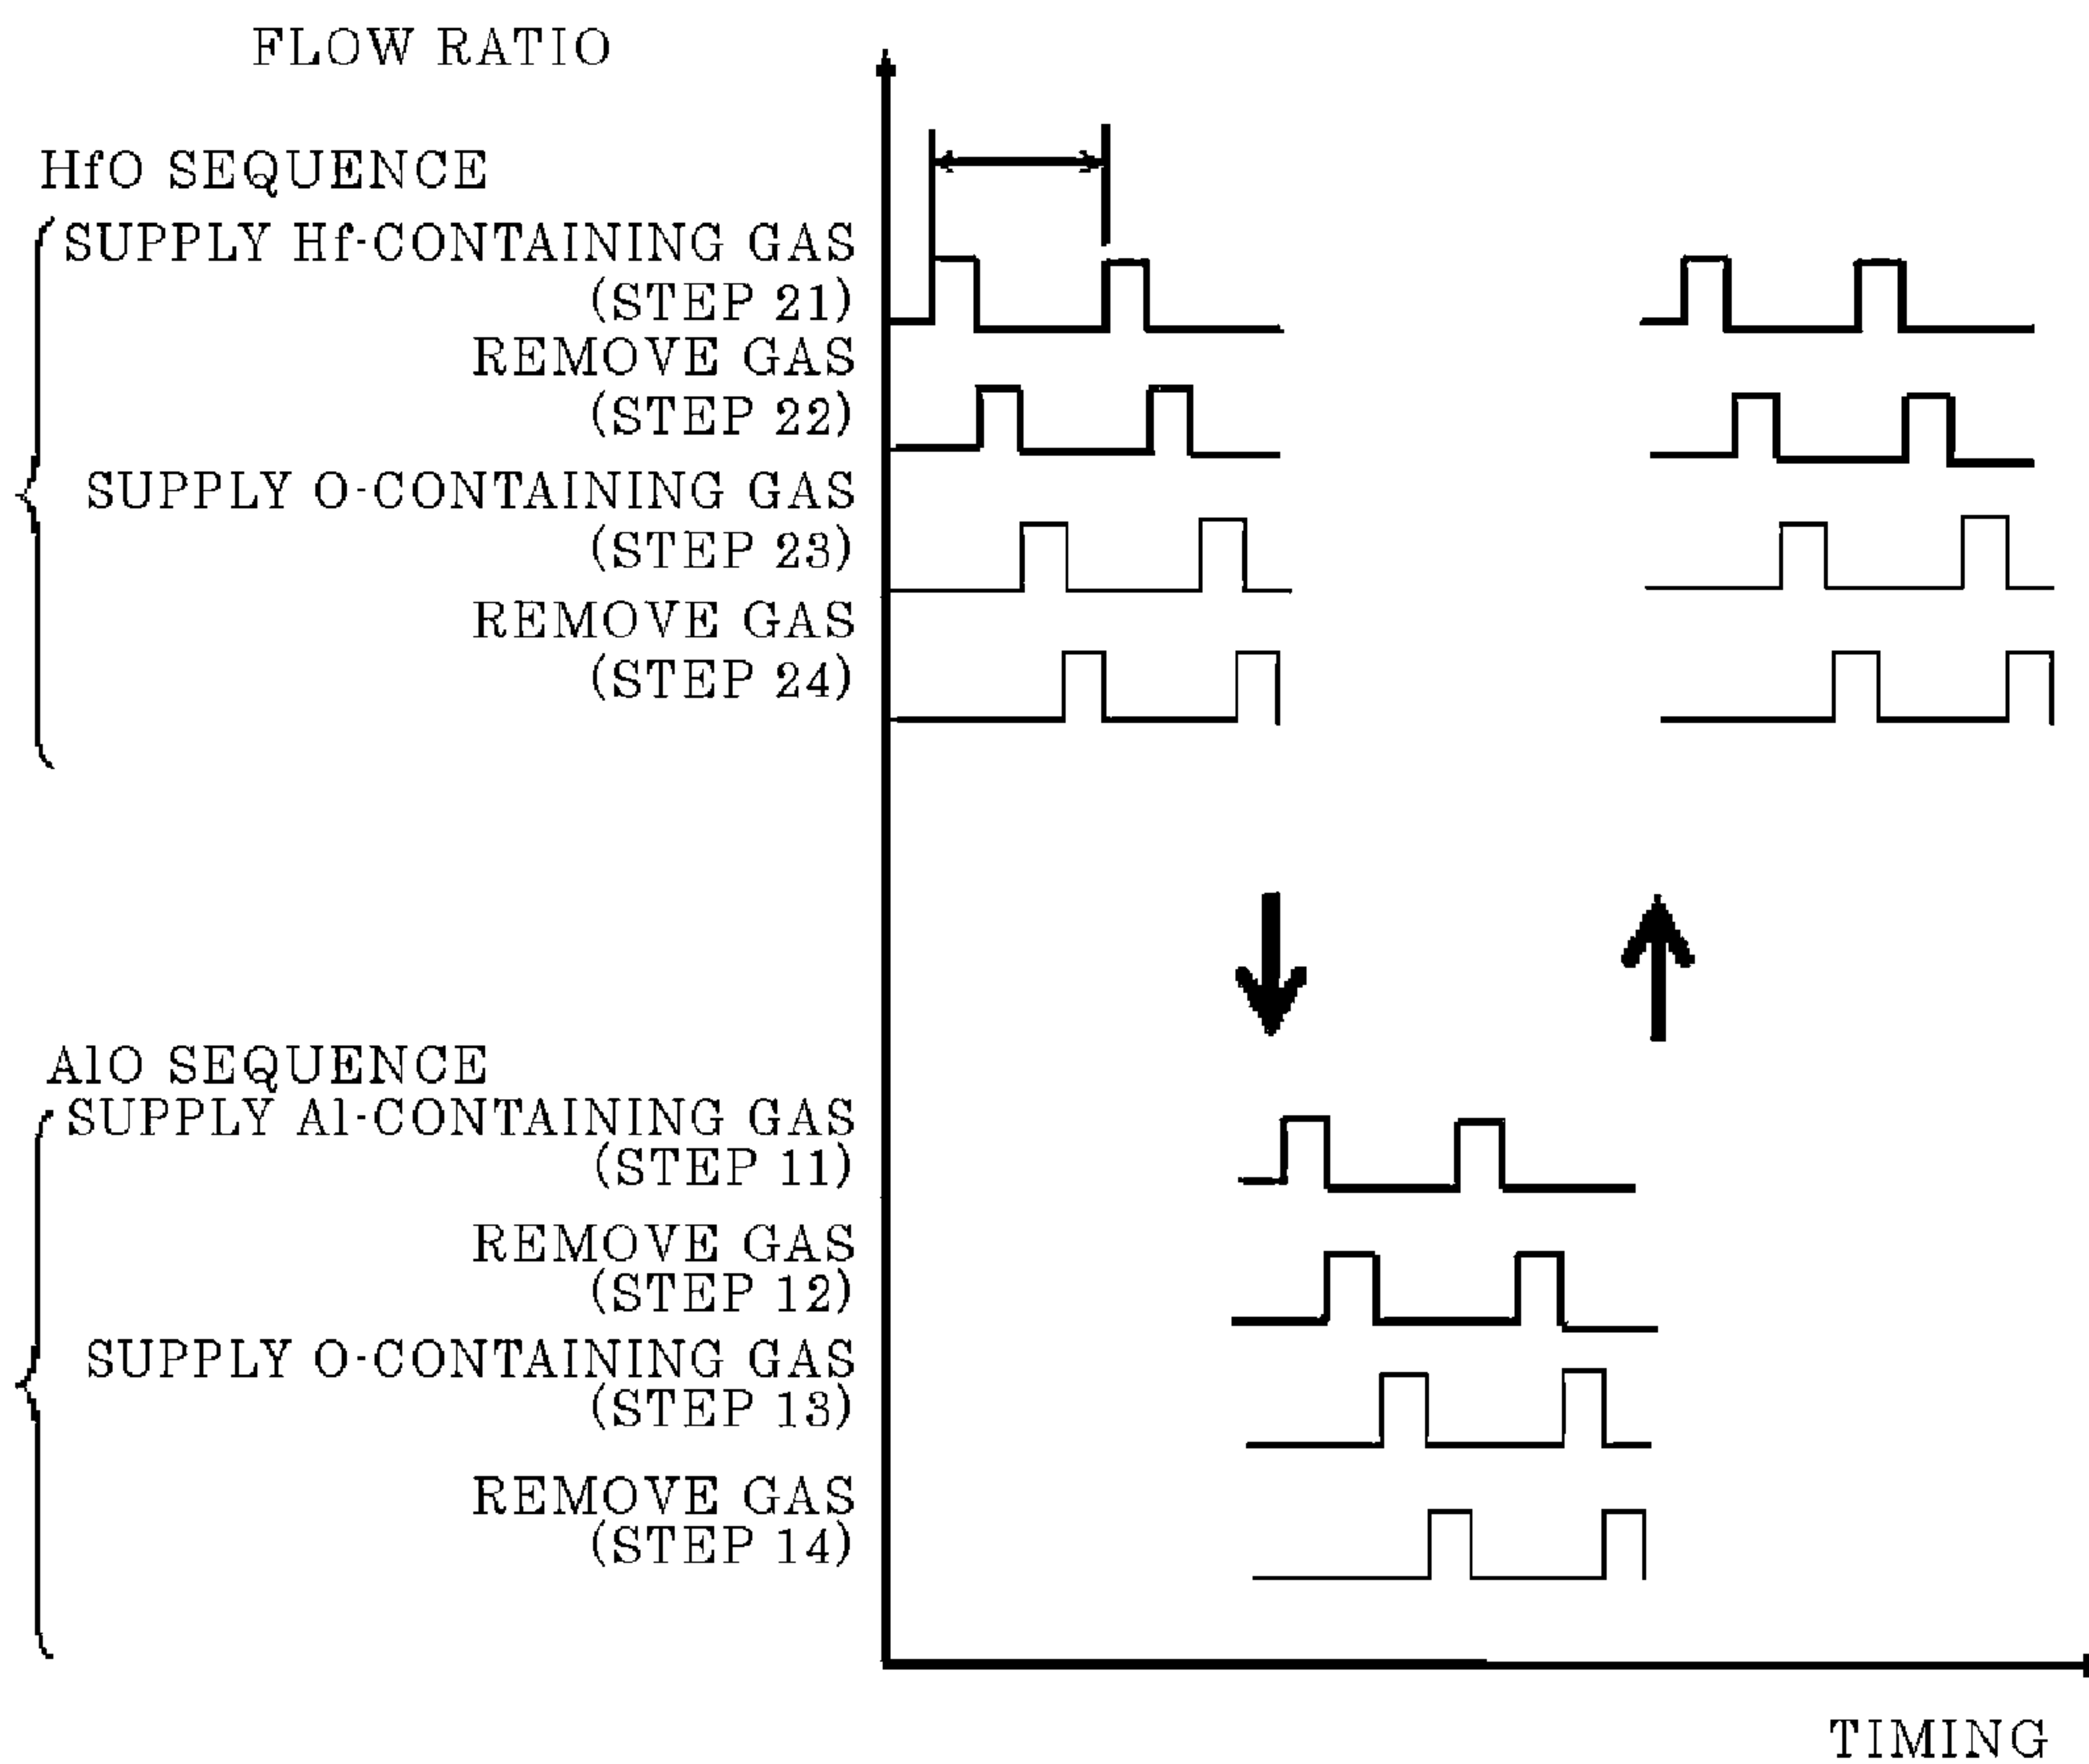 FLOW RATIO
HfO SEQUENCE
SUPPLY Hf-CONTAINING GAS
(STEP 21)
REMOVE GAS
(STEP 22)
SUPPLY O-CONTAINING GAS
(STEP 23)
REMOVE GAS
(STEP 24)
AlO SEQUENCE
SUPPLY Al-CONTAINING GAS
(STEP 11)
REMOVE GAS
(STEP 12)
SUPPLY O-CONTAINING GAS
(STEP 13)
REMOVE GAS
(STEP 14)
TIMING